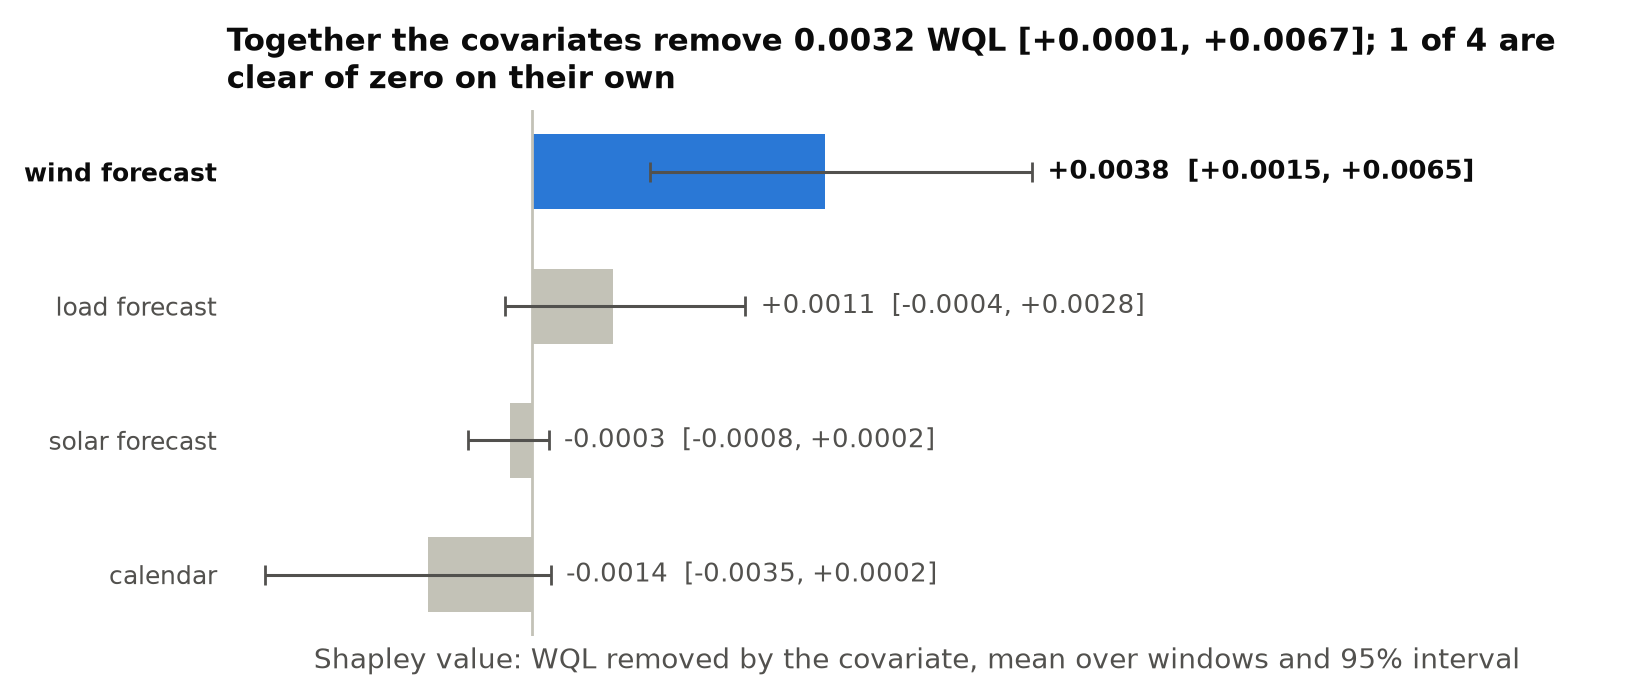 Together the covariates remove 0.0032 WQL [+0.0001, +0.0067]; 1 of 4 are
clear of zero on their own
wind forecast
+0.0038  [+0.0015, +0.0065]
load forecast
+0.0011  [-0.0004, +0.0028]
solar forecast
-0.0003  [-0.0008, +0.0002]
calendar
-0.0014  [-0.0035, +0.0002]
Shapley value: WQL removed by the covariate, mean over windows and 95% interval